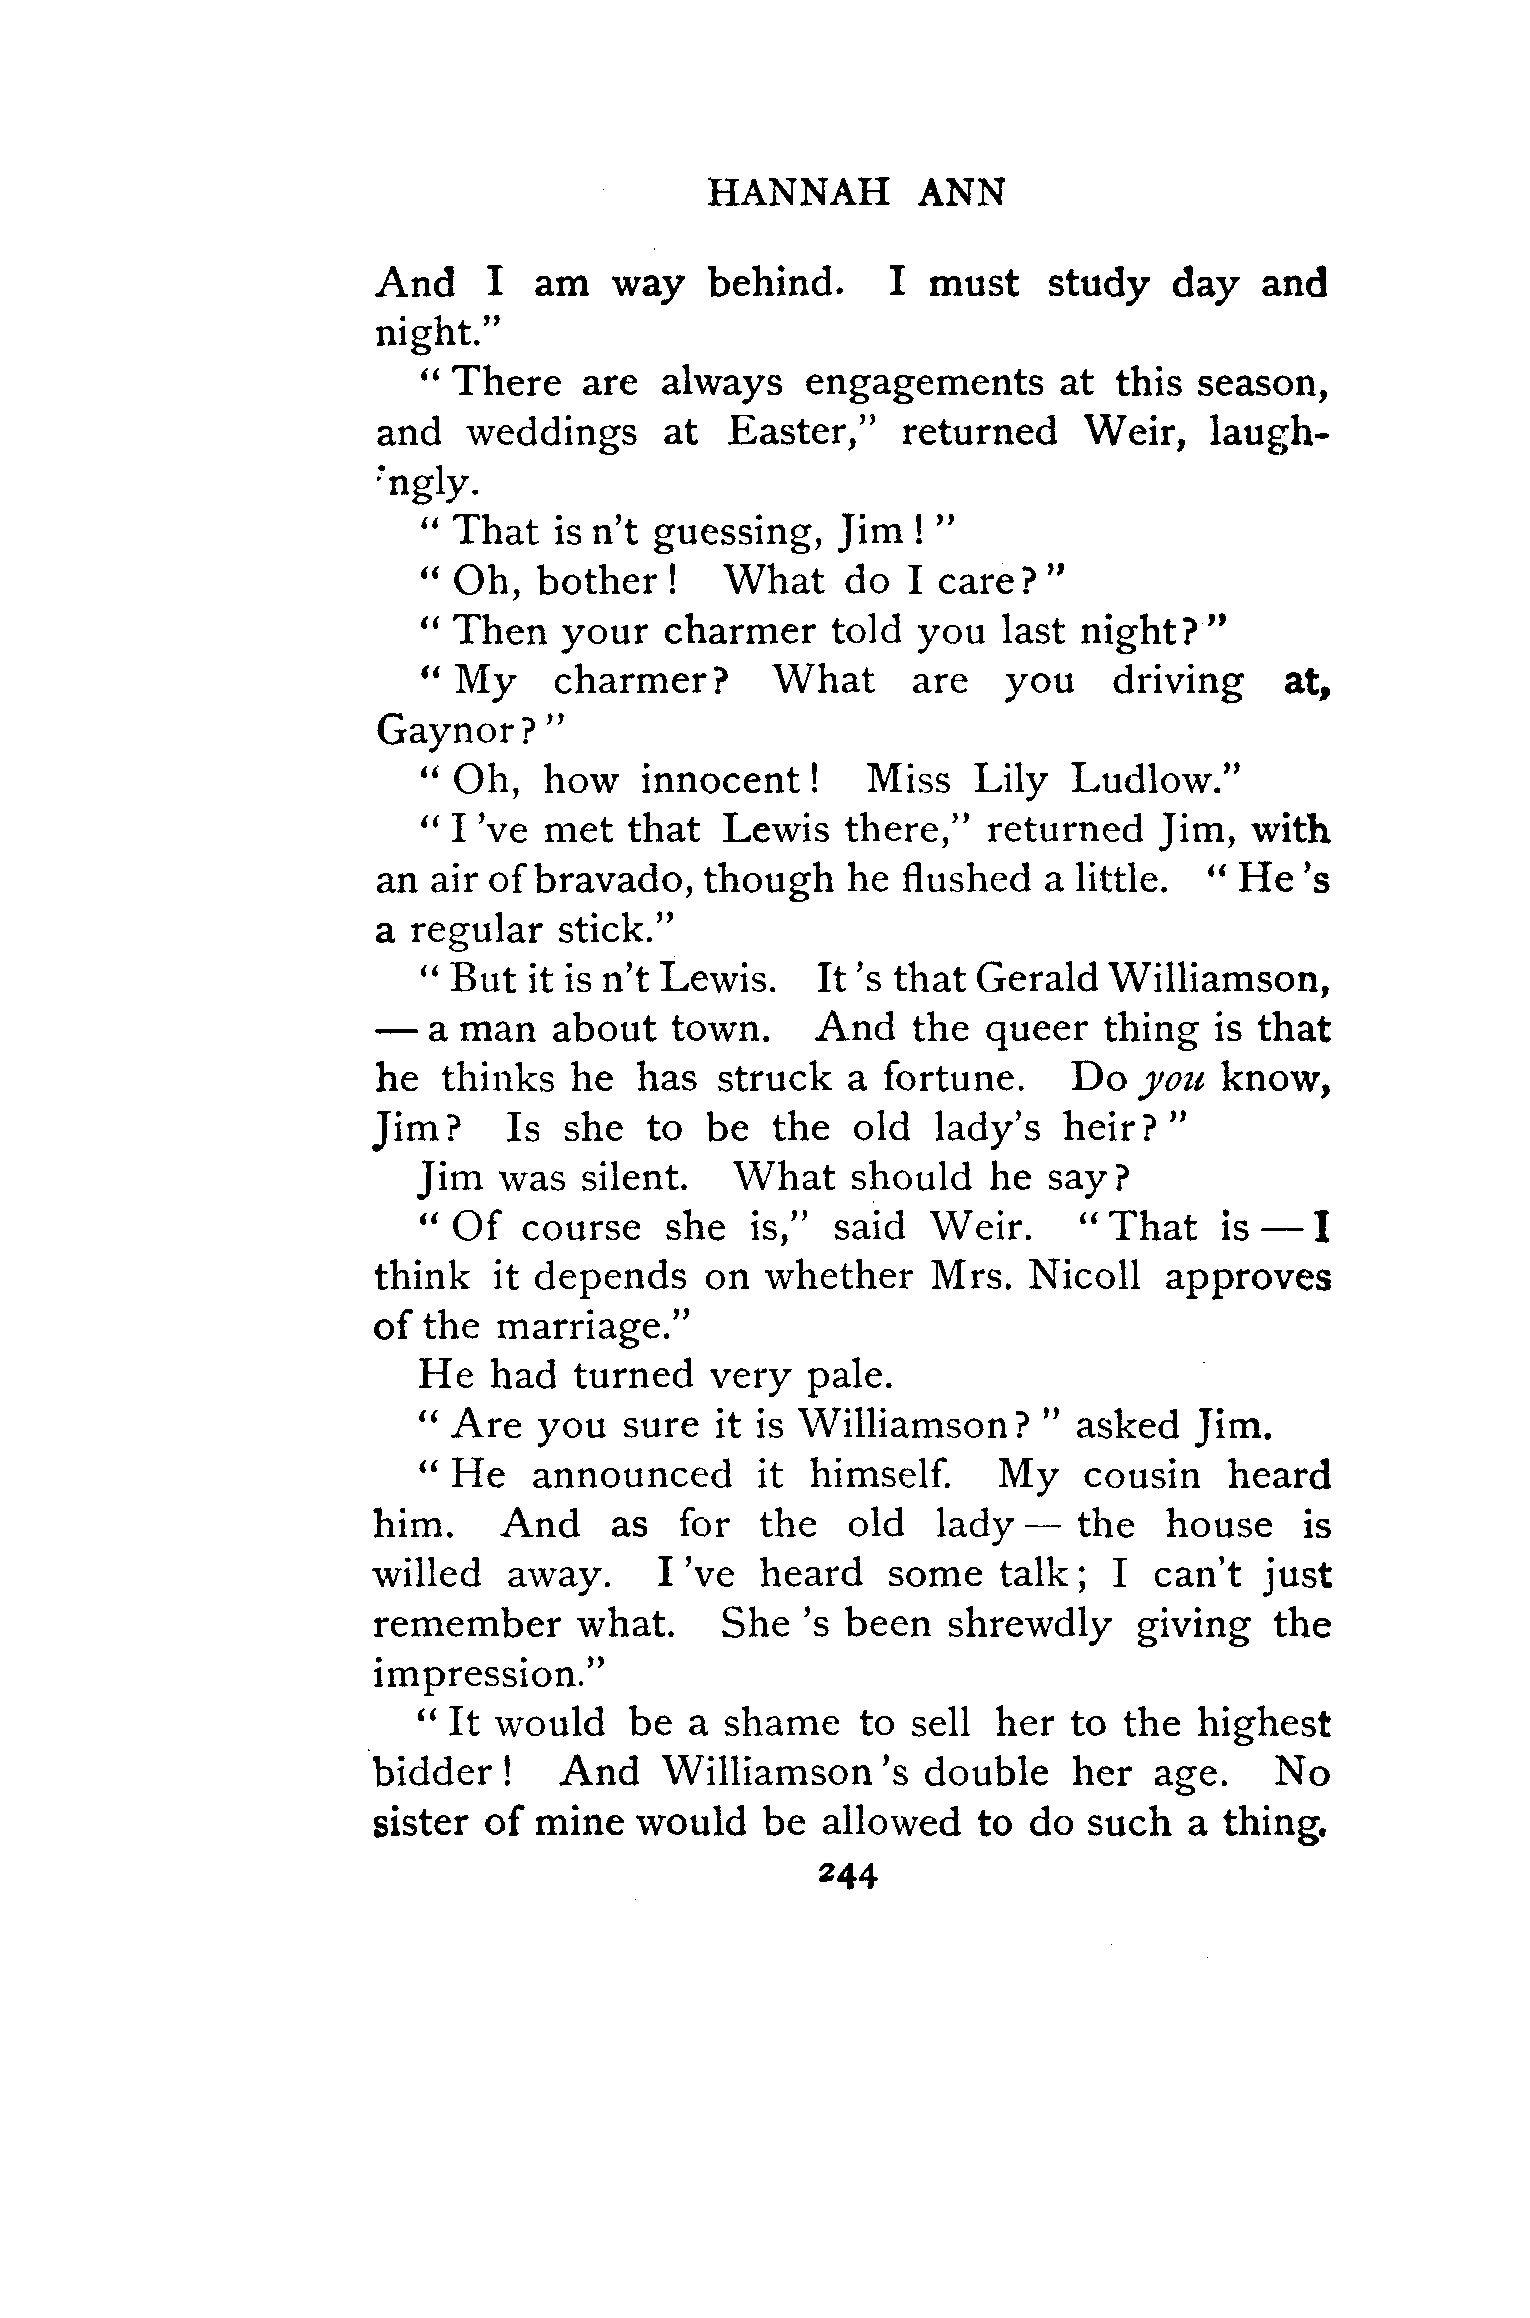 HANNAH ANN
And I am way behind. I must study day and
night."
" There are always engagements at this season,
and weddings at Easter," returned Weir, laugh-
ingly.
" That is n't guessing, Jim ! "
" Oh, bother ! What do I care ? "
" Then your charmer told you last night ? "
" My charmer ? What are you driving at,
Gaynor ? "
" Oh, how innocent ! Miss Lily Ludlow."
" I 've met that Lewis there," returned Jim, with
an air of bravado, though he flushed a little. " He 's
a regular stick."
" But it is n't Lewis. It 's that Gerald Williamson,
— a man about town. And the queer thing is that
he thinks he has struck a fortune. Do you know,
Jim ? Is she to be the old lady's heir ? "
Jim was silent. What should he say ?
" Of course she is," said Weir. " That is — I
think it depends on whether Mrs. Nicoll approves
of the marriage."
He had turned very pale.
" Are you sure it is Williamson ? " asked Jim.
" He announced it himself. My cousin heard
him. And as for the old lady — the house is
willed away. I 've heard some talk ; I can't just
remember what. She 's been shrewdly giving the
impression."
" It would be a shame to sell her to the highest
bidder ! And Williamson 's double her age. No
sister of mine would be allowed to do such a thing.
244